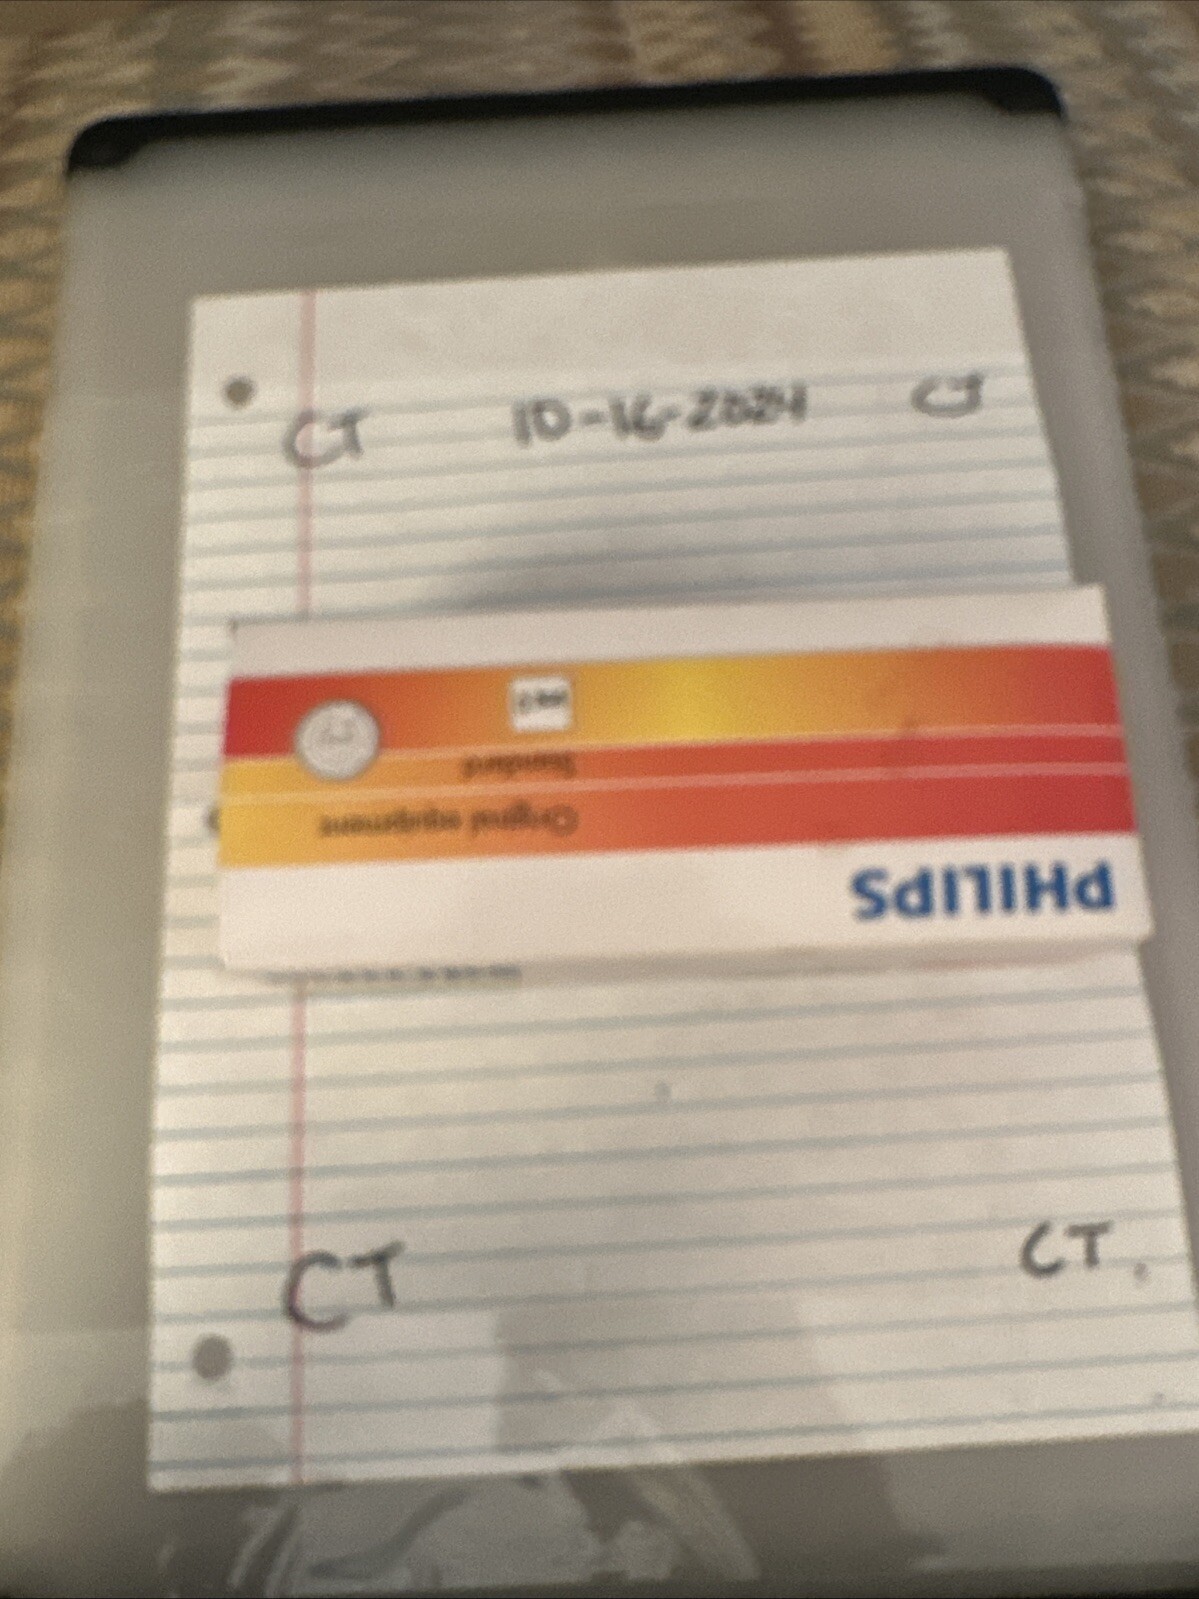 CT 10-16-2024 CT
Standard
Original equipment
PHILIPS
CT CT